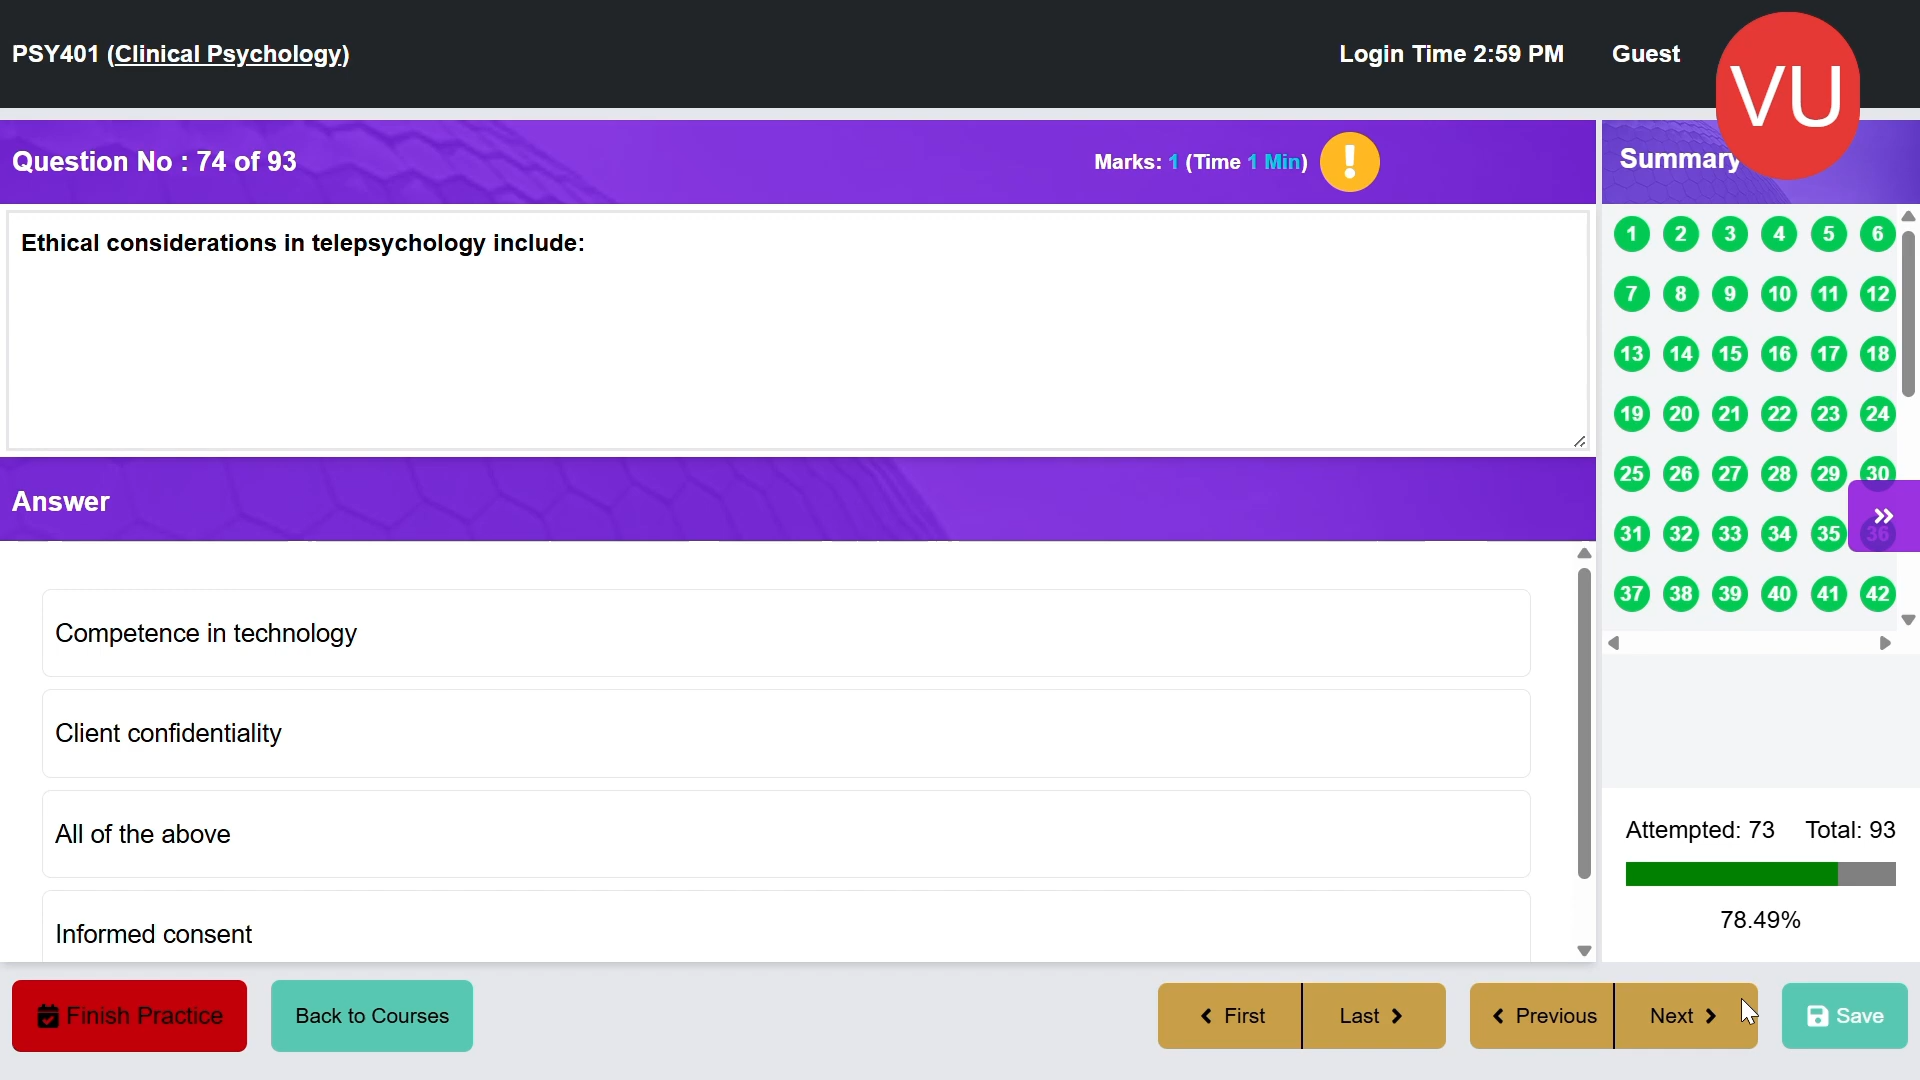 PSY401 (Clinical Psychology)
Login Time 2:59 PM
Guest
VU
Question No : 74 of 93
Marks: 1 (Time 1 Min)
!
Summary
Ethical considerations in telepsychology include:
1 2 3 4 5 6
7 8 9 10 11 12
13 14 15 16 17 18
19 20 21 22 23 24
25 26 27 28 29 30
31 32 33 34 35 36
37 38 39 40 41 42
Answer
Competence in technology
Client confidentiality
All of the above
Informed consent
Attempted: 73 Total: 93
78.49%
Finish Practice
Back to Courses
First
Last
Previous
Next
Save